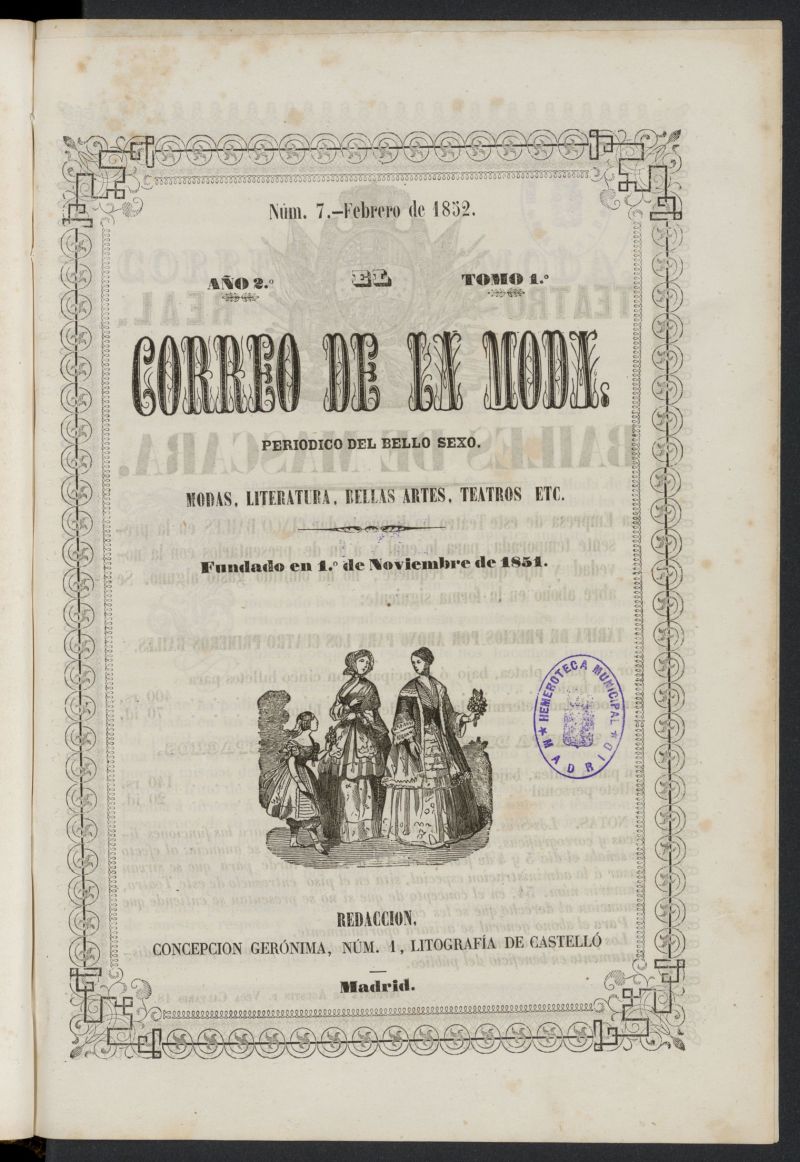 Núm. 7.—Febrero de 1852.
AÑO 2.º EL TOMO 1.º
CORREO DE LA MODA.
PERIODICO DEL BELLO SEXO.
MODAS, LITERATURA, BELLAS ARTES, TEATROS ETC.
Fundado en 1.º de Noviembre de 1851.
HEMEROTECA MUNICIPAL
★ MADRID ★
REDACCION,
CONCEPCION GERÓNIMA, NÚM. 1, LITOGRAFÍA DE CASTELLÓ
Madrid.